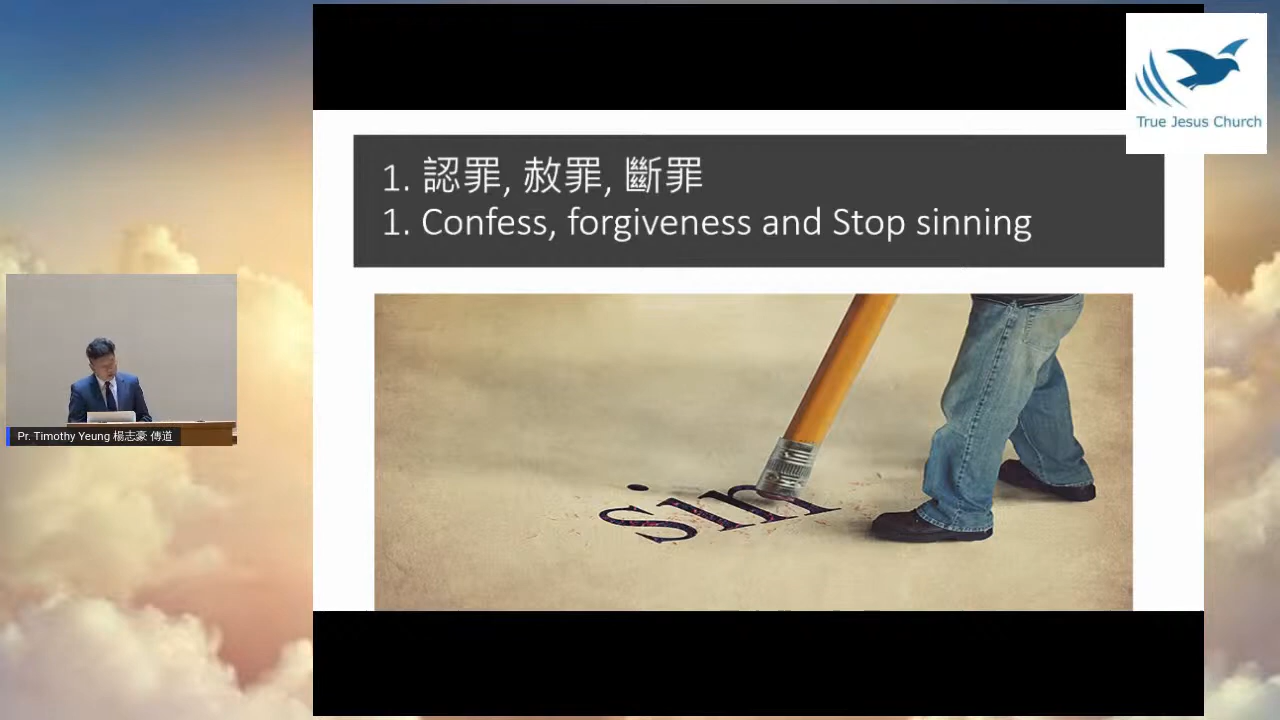 True Jesus Church
1. 認罪, 赦罪, 斷罪
1. Confess, forgiveness and Stop sinning
sin
Pr. Timothy Yeung 楊志豪 傳道